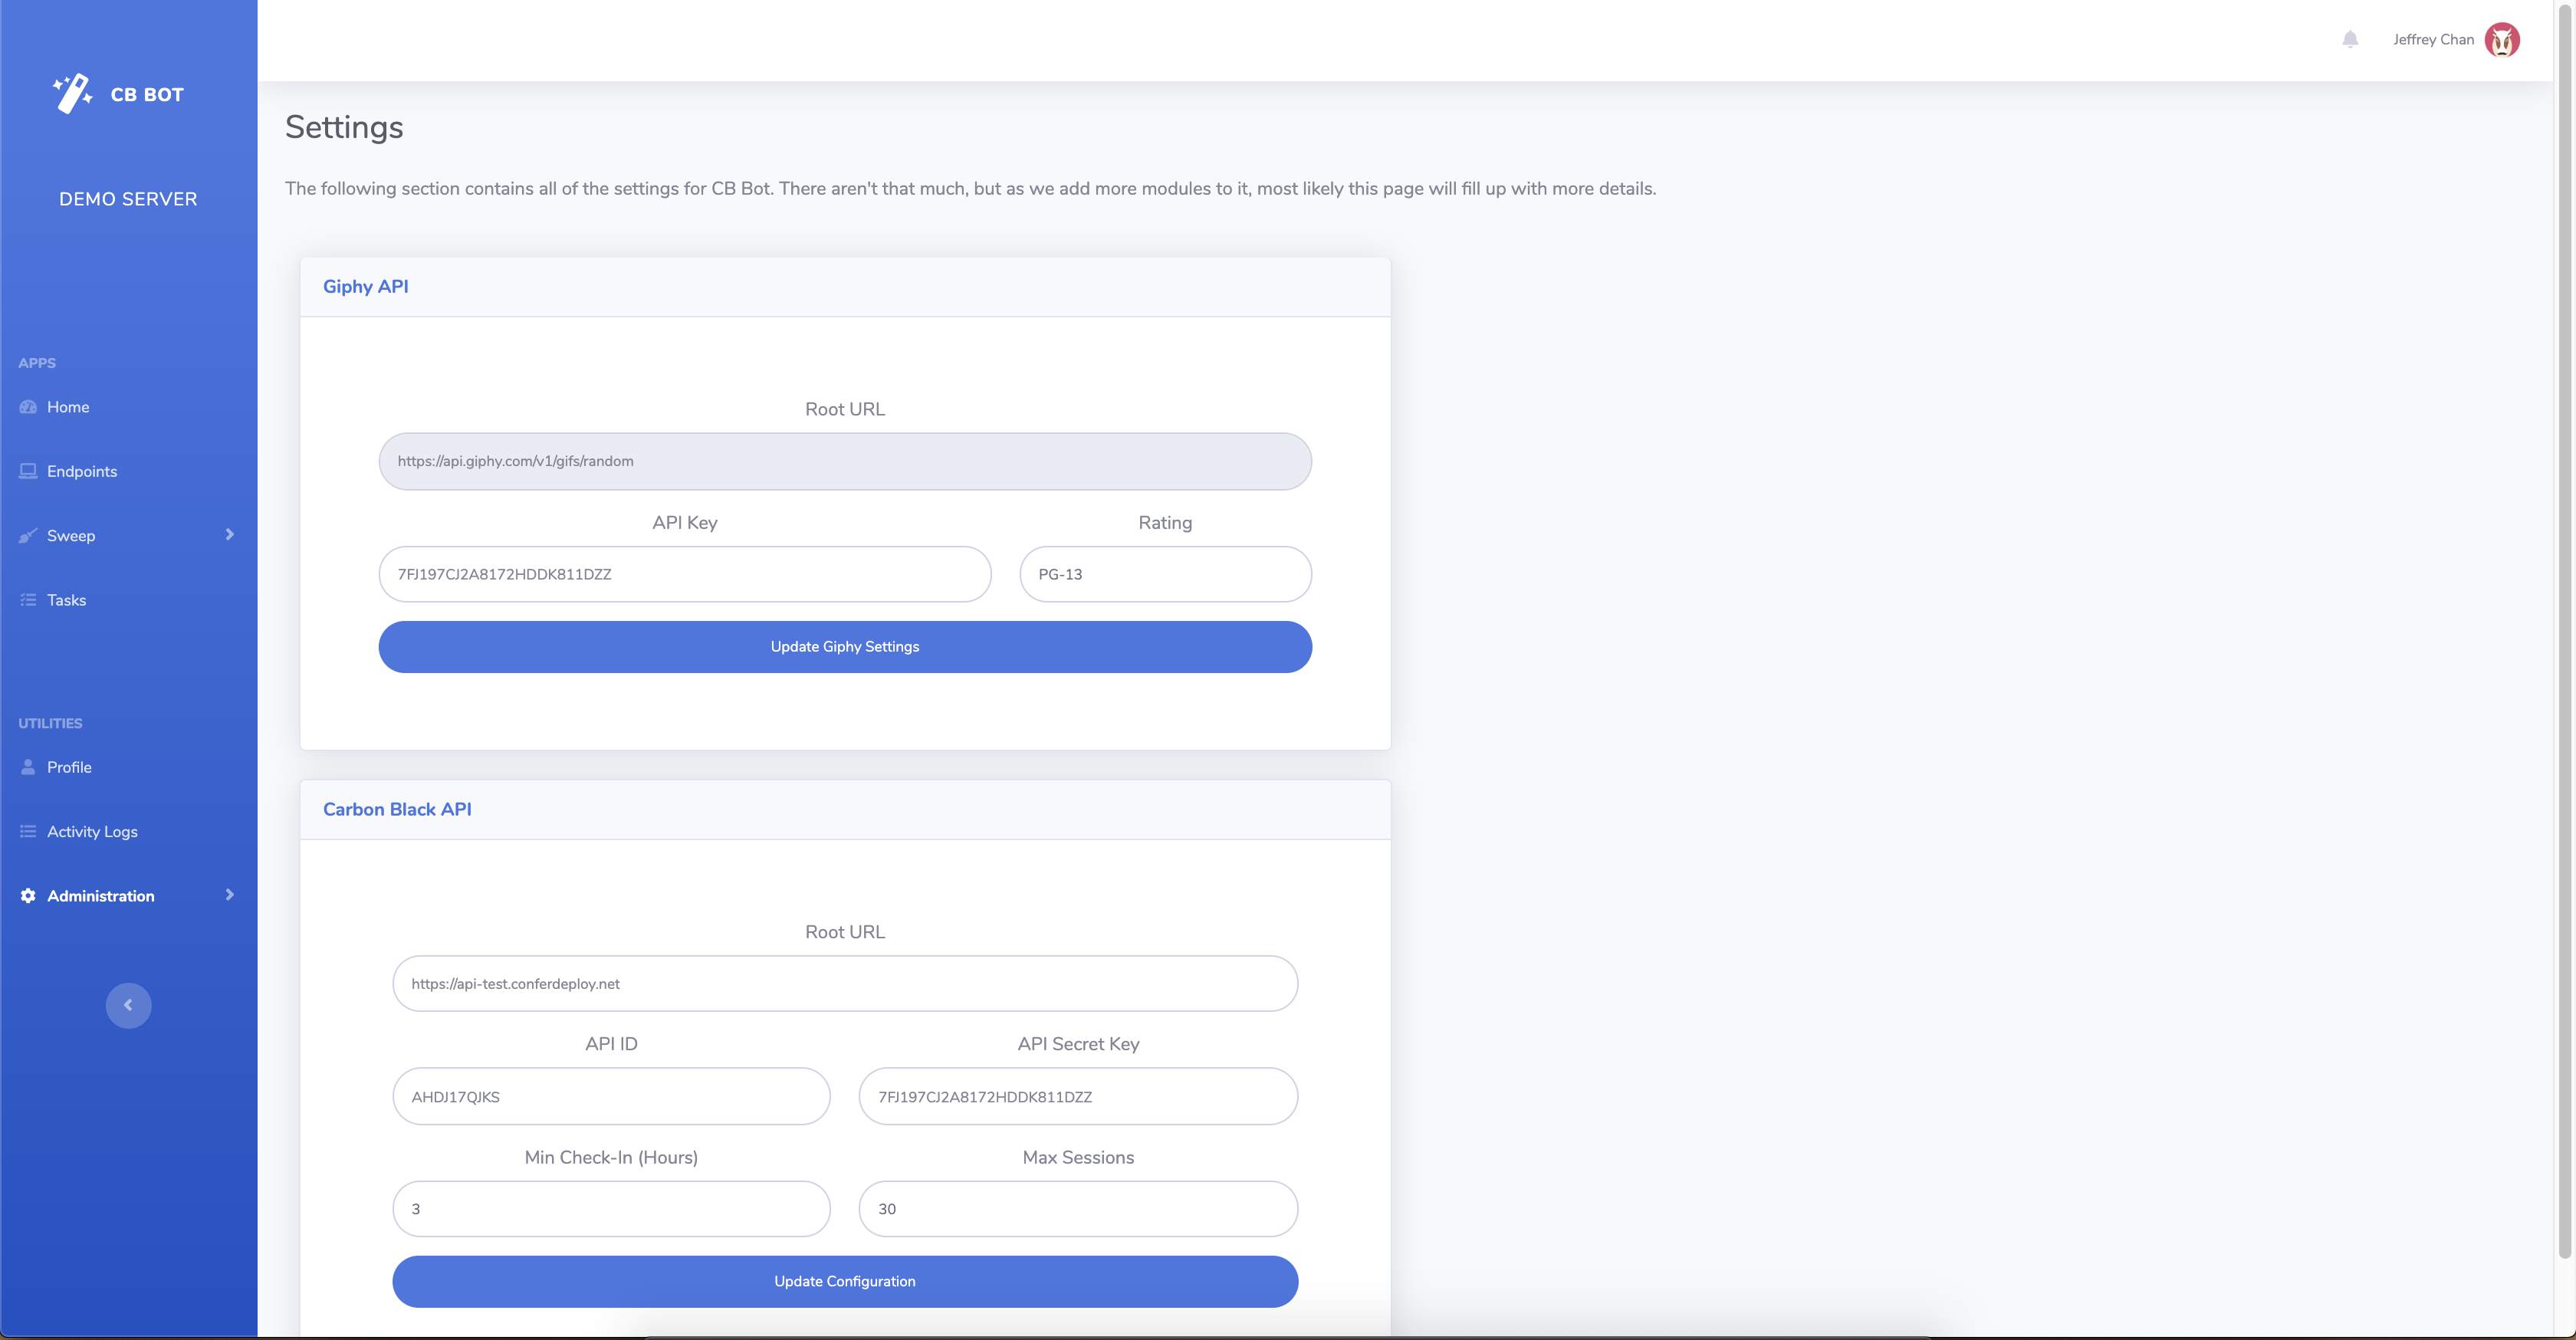 CB BOT
DEMO SERVER
APPS
Home
Endpoints
Sweep
Tasks
UTILITIES
Profile
Activity Logs
Administration
Jeffrey Chan
Settings
The following section contains all of the settings for CB Bot. There aren't that much, but as we add more modules to it, most likely this page will fill up with more details.
Giphy API
Root URL
https://api.giphy.com/v1/gifs/random
API Key Rating
7FJ197CJ2A8172HDDK811DZZ PG-13
Update Giphy Settings
Carbon Black API
Root URL
https://api-test.conferdeploy.net
API ID API Secret Key
AHDJ17QJKS 7FJ197CJ2A8172HDDK811DZZ
Min Check-In (Hours) Max Sessions
3 30
Update Configuration